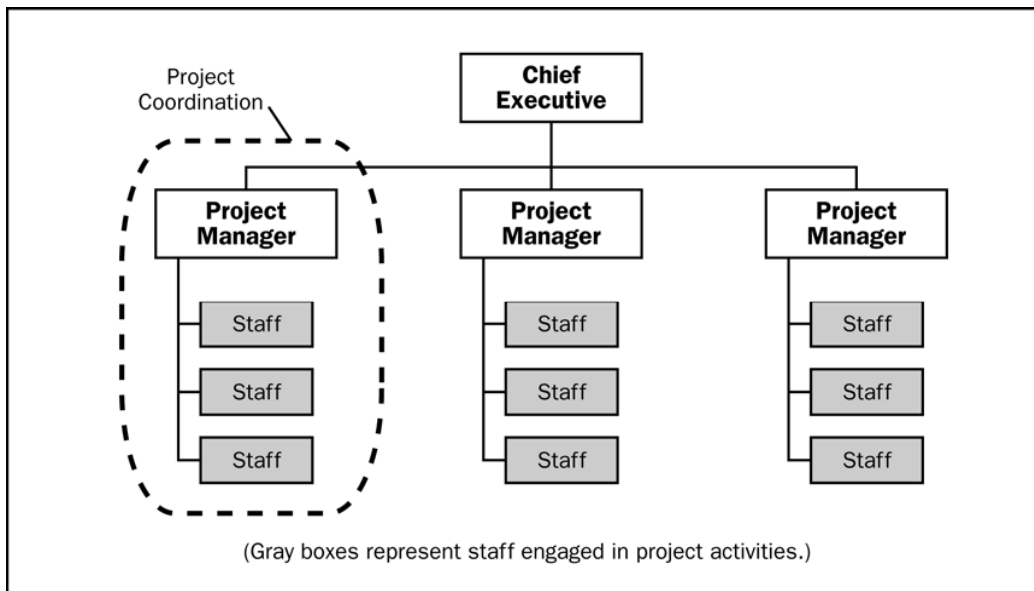 Project
Coordination
Chief
Executive
Project
Manager
Project
Manager
Project
Manager
Staff
Staff
Staff
Staff
Staff
Staff
Staff
Staff
Staff
(Gray boxes represent staff engaged in project activities.)